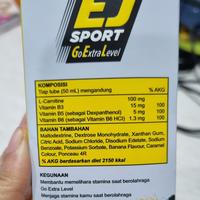 EJ
SPORT
Go Extra Level
KOMPOSISI
Tiap tube (50 mL) mengandung % AKG
L-Carnitine 100 mg
Vitamin B3 15 mg 100
Vitamin B5 (sebagai Dexpanthenol) 5 mg 100
Vitamin B6 (sebagai Vitamin B6 HCl) 1,3 mg 100
BAHAN TAMBAHAN
Maltodextrine, Dextrose Monohydrate, Xanthan Gum,
Citric Acid, Sodium Chloride, Disodium Edetate, Sodium
Benzoate, Potassium Sorbate, Banana Flavour, Caramel
Colour, Ponceau 4R
% AKG berdasarkan diet 2150 kkal
KEGUNAAN
Membantu memelihara stamina saat berolahraga
Go Extra Level
Menjaga stamina kamu saat berolahraga